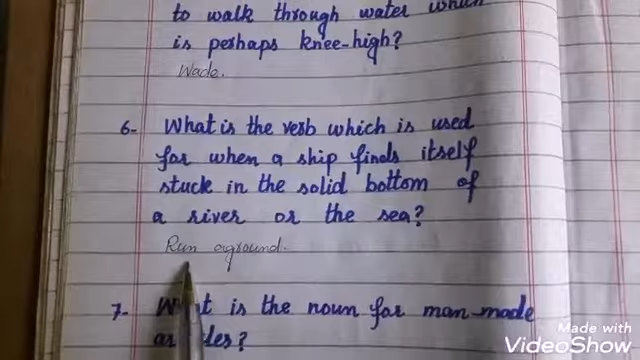 to walk through water which
is perhaps knee-high?
Wade.
6- What is the verb which is used
for when a ship finds itself
stuck in the solid bottom of
a river or the sea?
Run aground.
7- What is the noun for man-made
Made with
VideoShow